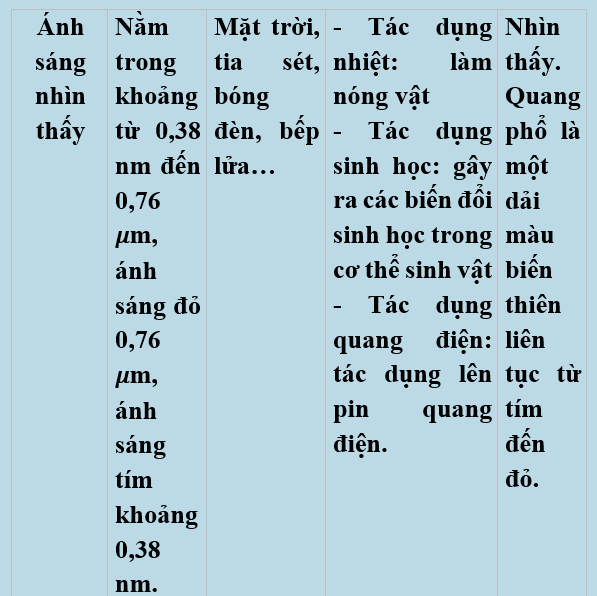 Ánh
sáng
nhìn
thấy
Nằm
trong
khoảng
từ 0,38
nm đến
0,76
μm,
ánh
sáng đỏ
0,76
μm,
ánh
sáng
tím
khoảng
0,38
nm.
Mặt trời,
tia sét,
bóng
đèn, bếp
lửa…
- Tác dụng
nhiệt: làm
nóng vật
- Tác dụng
sinh học: gây
ra các biến đổi
sinh học trong
cơ thể sinh vật
- Tác dụng
quang điện:
tác dụng lên
pin quang
điện.
Nhìn
thấy.
Quang
phổ là
một
dải
màu
biến
thiên
liên
tục từ
tím
đến
đỏ.